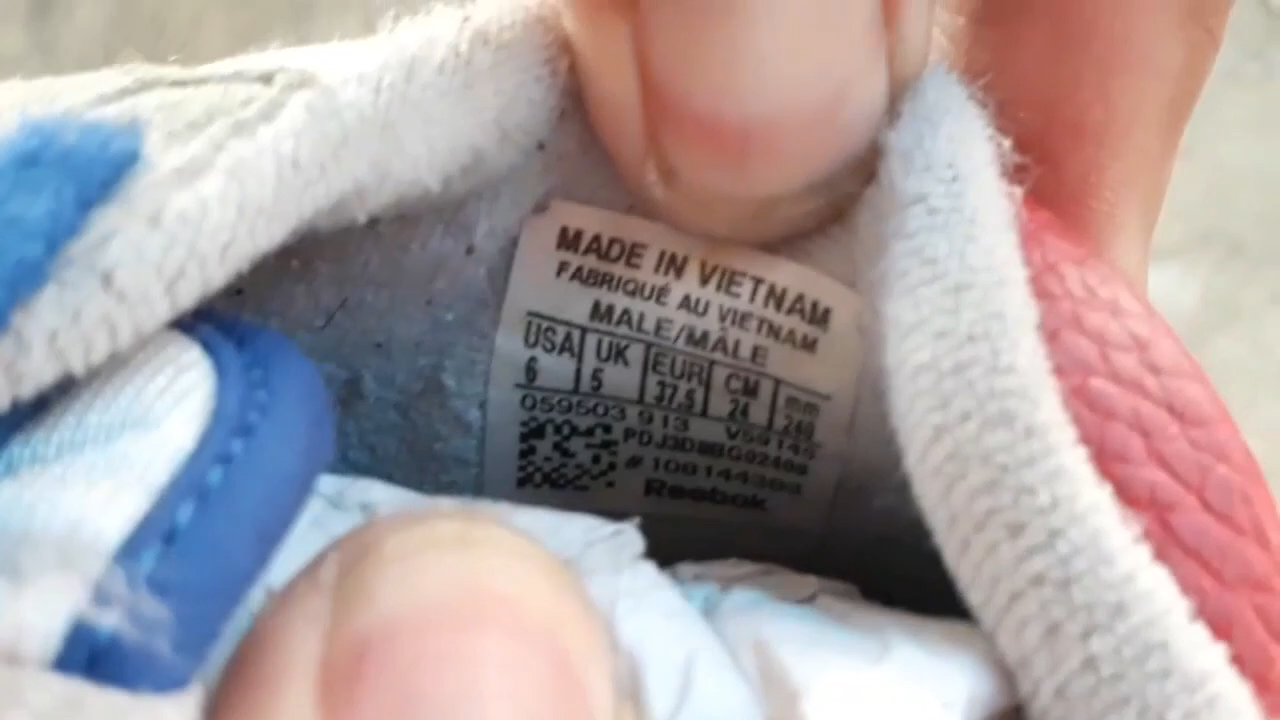 MADE IN VIETNAM
FABRIQUÉ AU VIETNAM
MALE/MÂLE
USA UK EUR CM mm
6 5 37.5 24 240
059503 913 V59145
Reebok